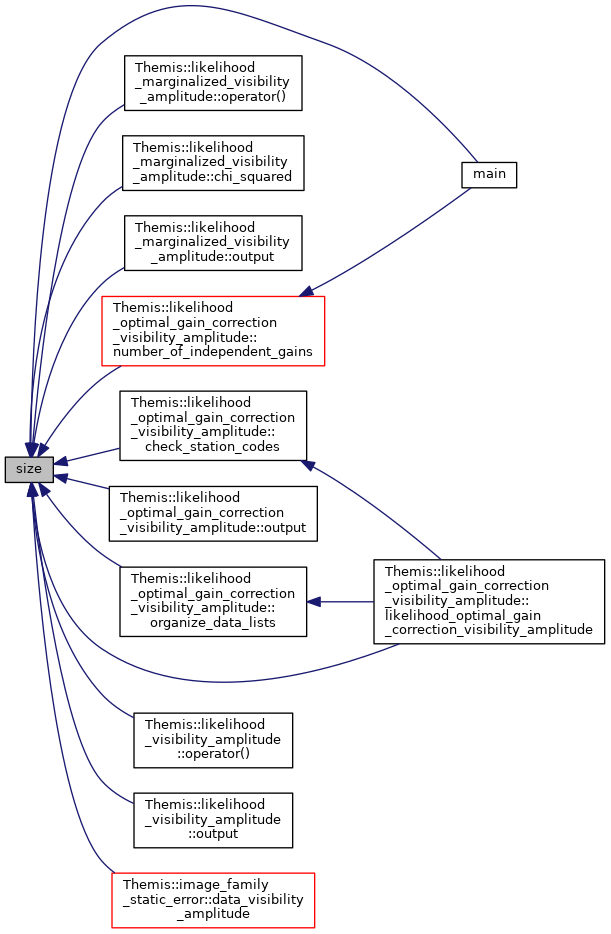 Themis::likelihood
_marginalized_visibility
_amplitude::operator()
Themis::likelihood
_marginalized_visibility
_amplitude::chi_squared
main
Themis::likelihood
_marginalized_visibility
_amplitude::output
Themis::likelihood
_optimal_gain_correction
_visibility_amplitude::
number_of_independent_gains
Themis::likelihood
_optimal_gain_correction
_visibility_amplitude::
check_station_codes
size
Themis::likelihood
_optimal_gain_correction
_visibility_amplitude::output
Themis::likelihood
_optimal_gain_correction
_visibility_amplitude::
organize_data_lists
Themis::likelihood
_optimal_gain_correction
_visibility_amplitude::
likelihood_optimal_gain
_correction_visibility_amplitude
Themis::likelihood
_visibility_amplitude
::operator()
Themis::likelihood
_visibility_amplitude
::output
Themis::image_family
_static_error::data_visibility
_amplitude